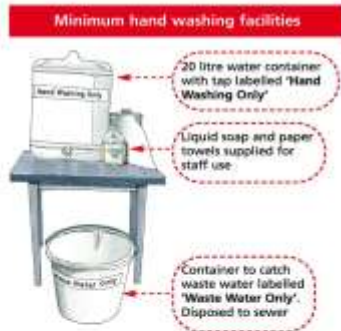 Minimum hand washing facilities
20 litre water container
with tap labelled 'Hand
Washing Only'
Hand Washing Only
Liquid soap and paper
towels supplied for
staff use
Container to catch
waste water labelled
'Waste Water Only'.
Disposed to sewer
Waste Water Only